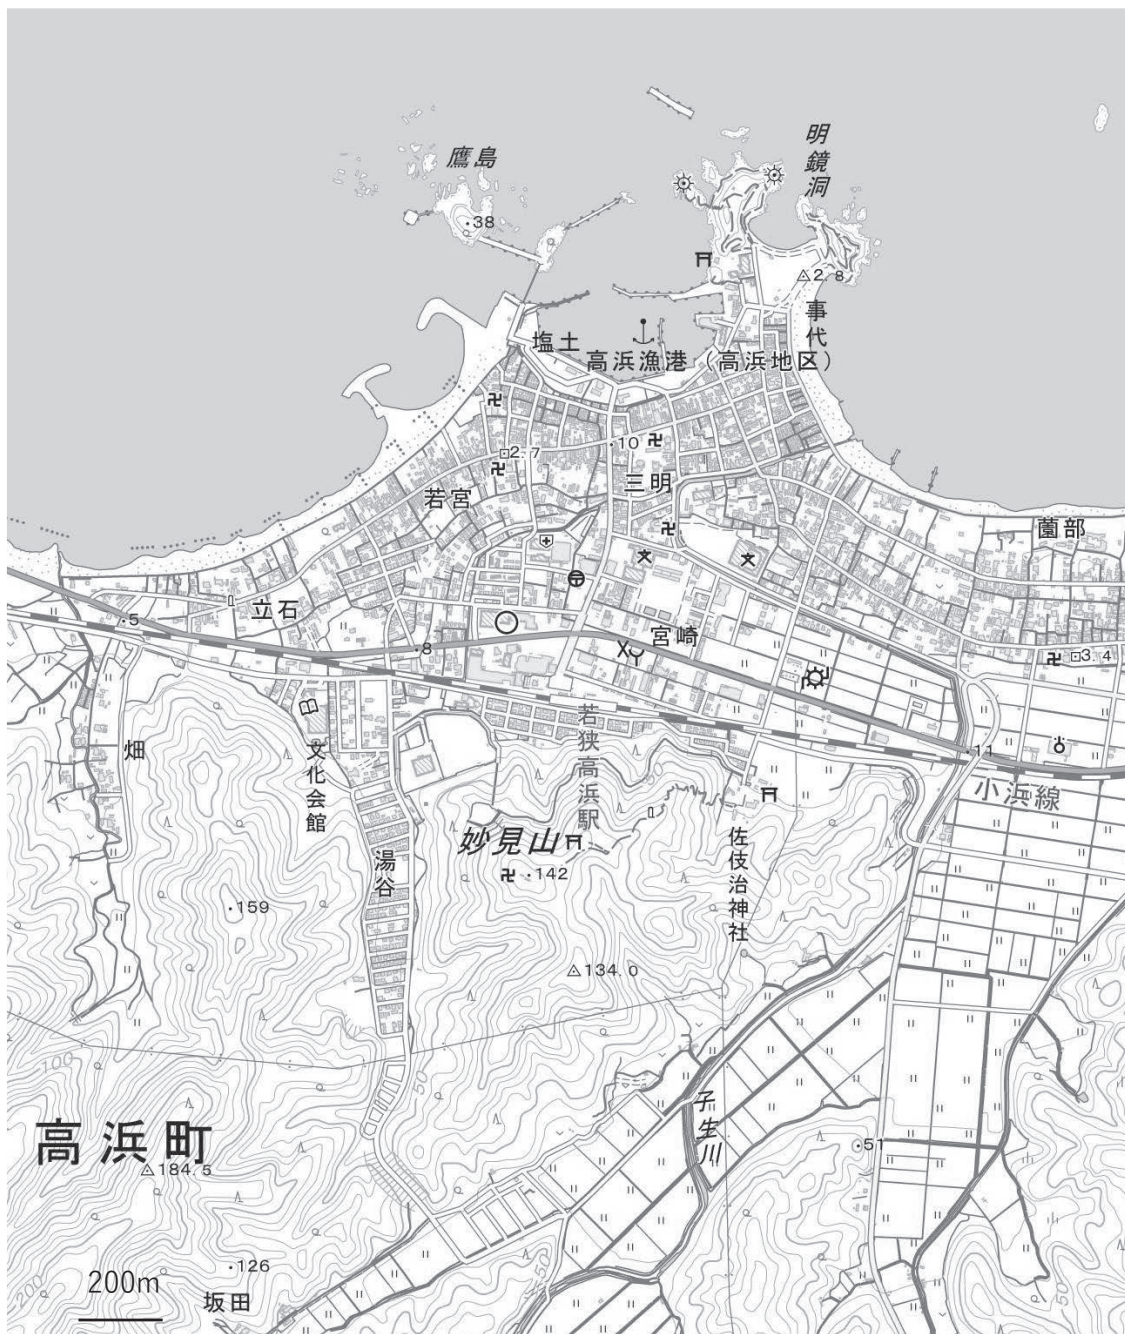 鷹島
明鏡洞
38
2.8
事代
塩土
高浜漁港（高浜地区）
10
2.7
三明
若宮
薗部
立石
5
宮崎
8
3.4
畑
文化会館
若狭高浜駅
11
小浜線
妙見山
142
佐伎治神社
湯谷
159
134.0
100
50
子生川
高浜町
184.5
51
126
200m
坂田
200
50
50